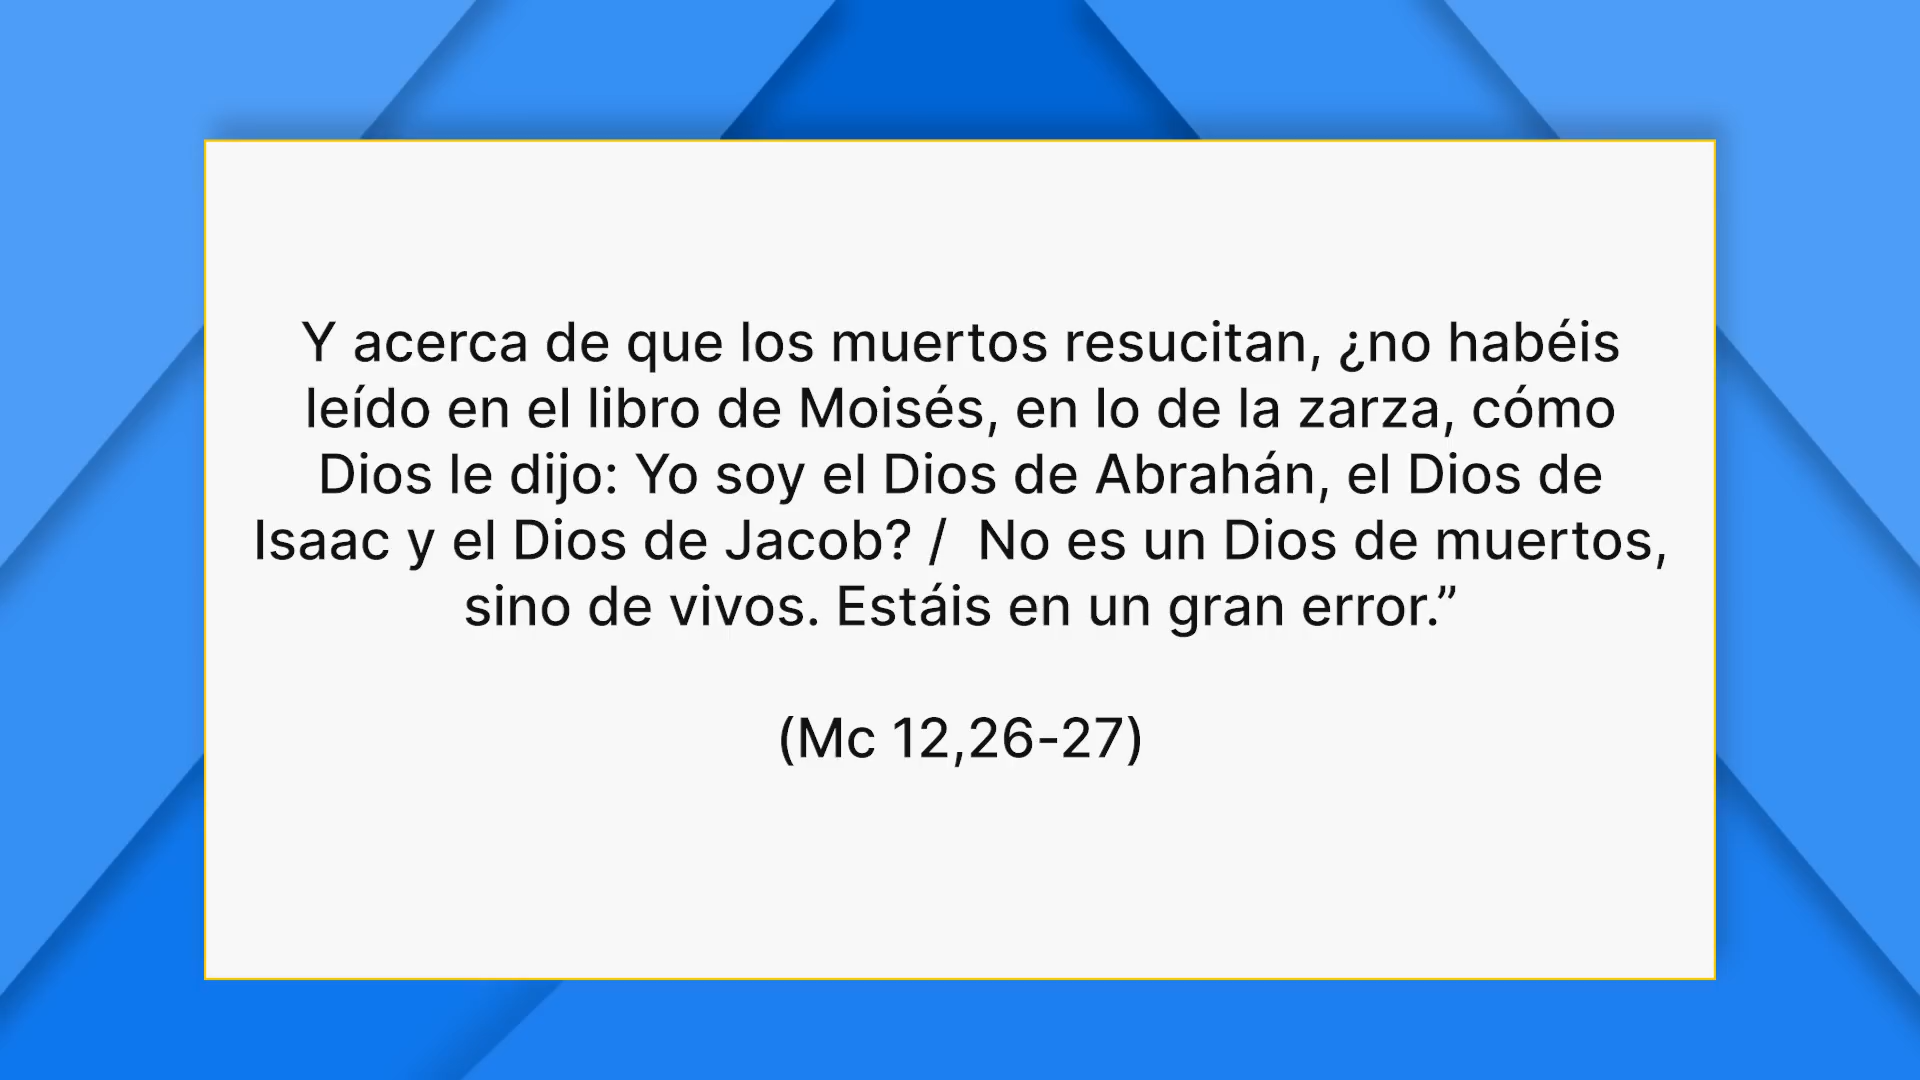 Y acerca de que los muertos resucitan, ¿no habéis
leído en el libro de Moisés, en lo de la zarza, cómo
Dios le dijo: Yo soy el Dios de Abrahán, el Dios de
Isaac y el Dios de Jacob? /  No es un Dios de muertos,
sino de vivos. Estáis en un gran error.”
(Mc 12,26-27)